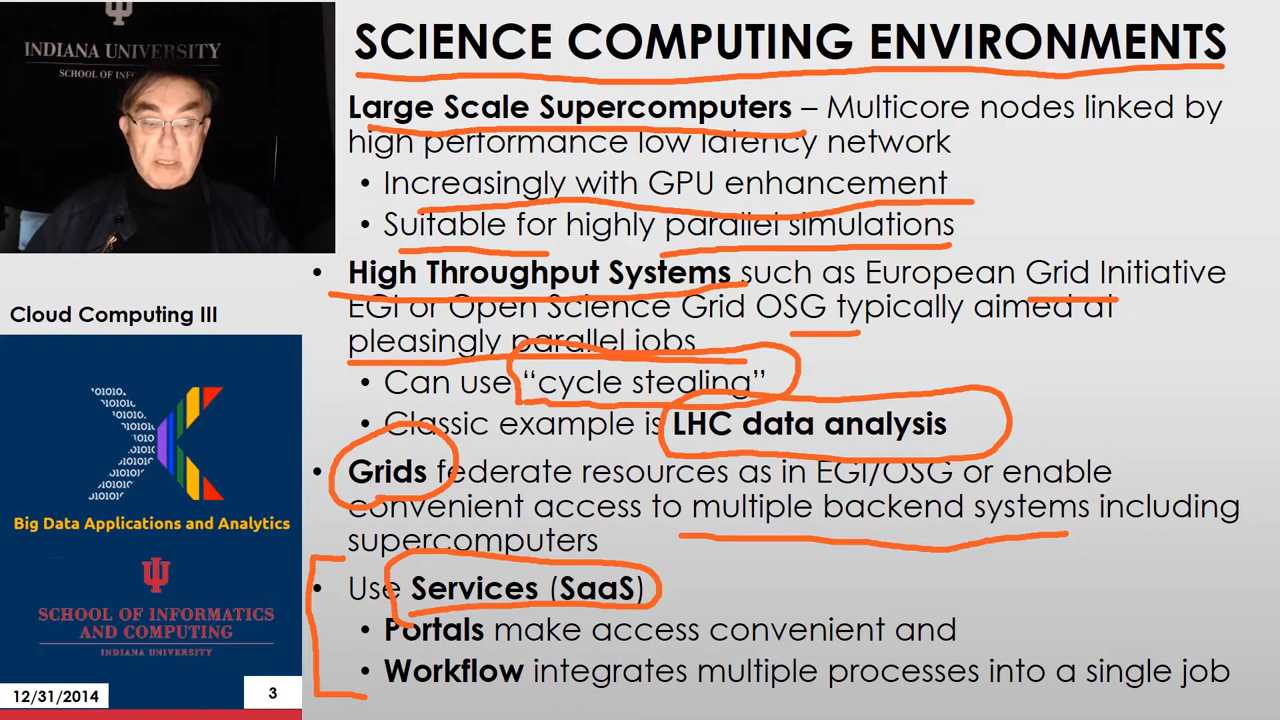 INDIANA UNIVERSITY
SCHOOL OF INF
SCIENCE COMPUTING ENVIRONMENTS
Large Scale Supercomputers – Multicore nodes linked by
high performance low latency network
• Increasingly with GPU enhancement
• Suitable for highly parallel simulations
• High Throughput Systems such as European Grid Initiative
EGI or Open Science Grid OSG typically aimed at
pleasingly parallel jobs
• Can use “cycle stealing”
• Classic example is LHC data analysis
• Grids federate resources as in EGI/OSG or enable
convenient access to multiple backend systems including
supercomputers
• Use Services (SaaS)
• Portals make access convenient and
• Workflow integrates multiple processes into a single job
Cloud Computing III
Big Data Applications and Analytics
SCHOOL OF INFORMATICS
AND COMPUTING
INDIANA UNIVERSITY
12/31/2014
3